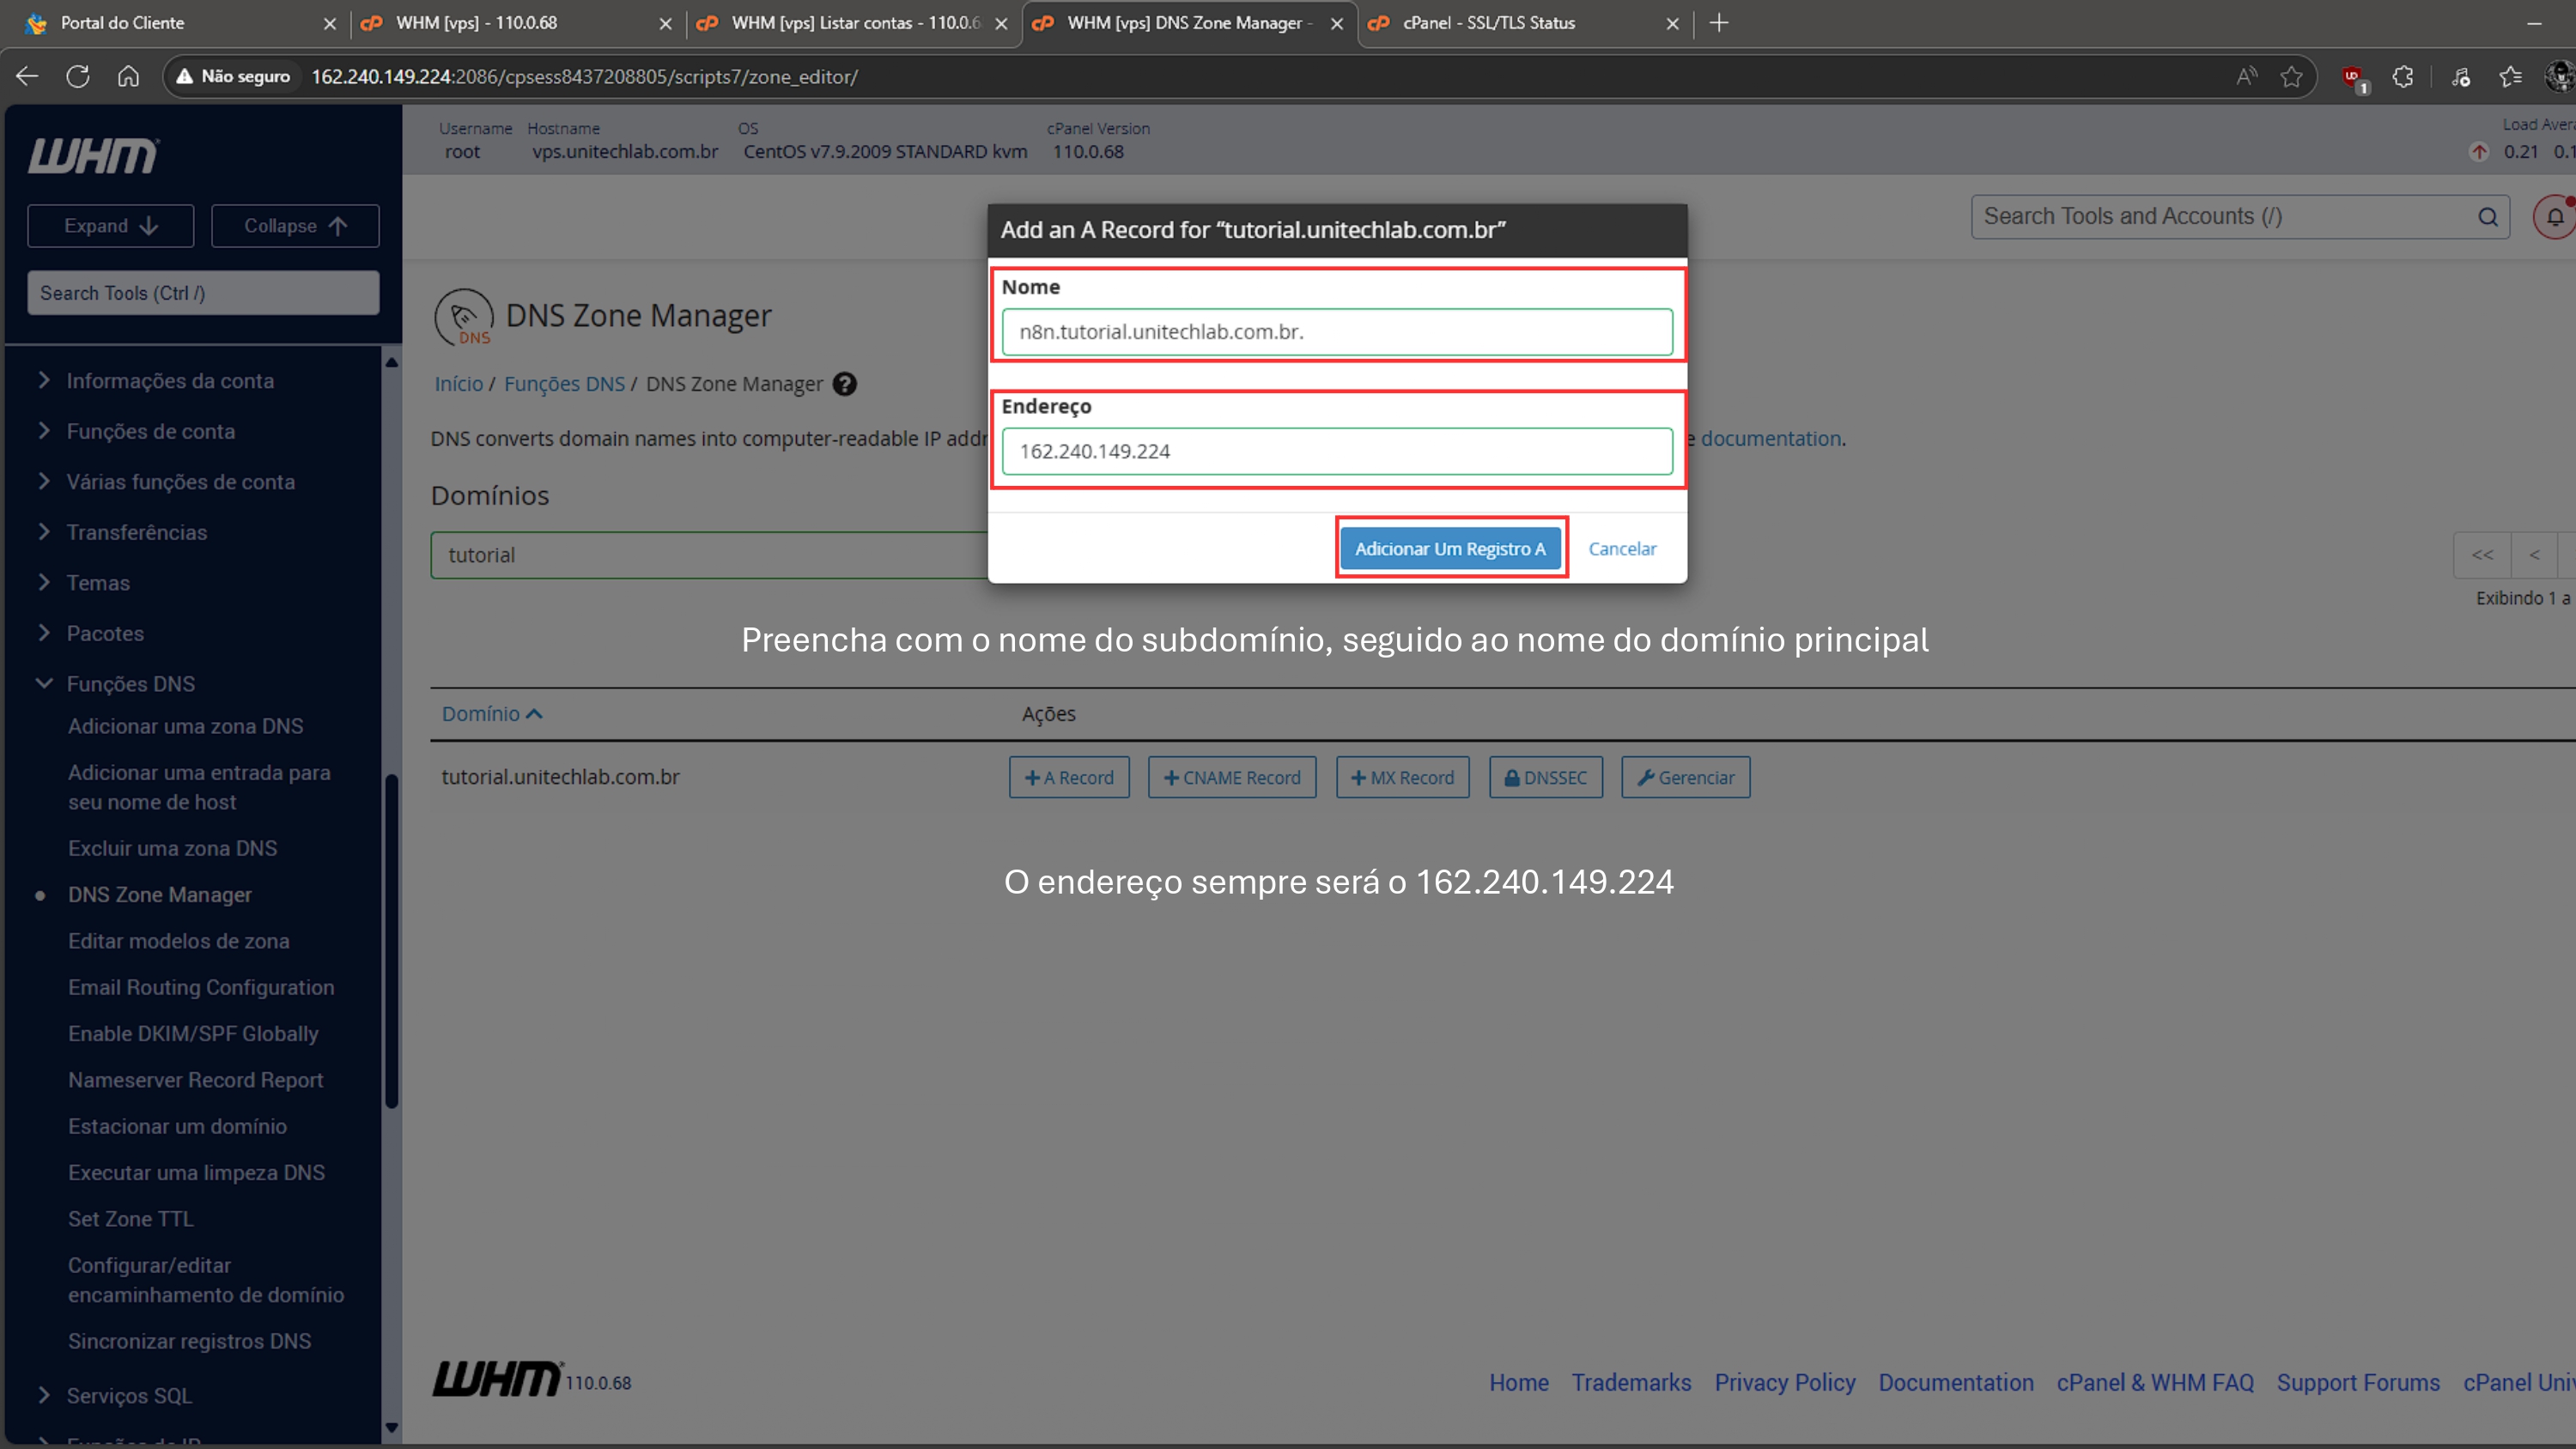 Portal do Cliente
WHM [vps] - 110.0.68
WHM [vps] Listar contas - 110.0.6
WHM [vps] DNS Zone Manager -
cPanel - SSL/TLS Status
Não seguro
162.240.149.224:2086/cpsess8437208805/scripts7/zone_editor/
1
WHM
Expand
Collapse
Search Tools (Ctrl /)
Informações da conta
Funções de conta
Várias funções de conta
Transferências
Temas
Pacotes
Funções DNS
Adicionar uma zona DNS
Adicionar uma entrada para
seu nome de host
Excluir uma zona DNS
DNS Zone Manager
Editar modelos de zona
Email Routing Configuration
Enable DKIM/SPF Globally
Nameserver Record Report
Estacionar um domínio
Executar uma limpeza DNS
Set Zone TTL
Configurar/editar
encaminhamento de domínio
Sincronizar registros DNS
Serviços SQL
Username Hostname OS cPanel Version
root vps.unitechlab.com.br CentOS v7.9.2009 STANDARD kvm 110.0.68
Load Avera
0.21 0.1
Search Tools and Accounts (/)
DNS
DNS Zone Manager
Início / Funções DNS / DNS Zone Manager
DNS converts domain names into computer-readable IP addr
e documentation.
Domínios
tutorial
<< <
Exibindo 1 a
Add an A Record for “tutorial.unitechlab.com.br”
Nome
n8n.tutorial.unitechlab.com.br.
Endereço
162.240.149.224
Adicionar Um Registro A
Cancelar
Preencha com o nome do subdomínio, seguido ao nome do domínio principal
Domínio
Ações
tutorial.unitechlab.com.br
A Record
CNAME Record
MX Record
DNSSEC
Gerenciar
O endereço sempre será o 162.240.149.224
WHM 110.0.68
Home Trademarks Privacy Policy Documentation cPanel & WHM FAQ Support Forums cPanel Univ